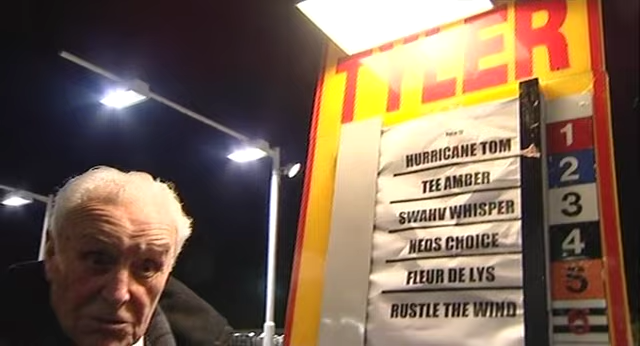 TYLER
HURRICANE TOM 1
TEE AMBER 2
SWAHV WHISPER 3
NEDS CHOICE 4
FLEUR DE LYS 5
RUSTLE THE WIND 6